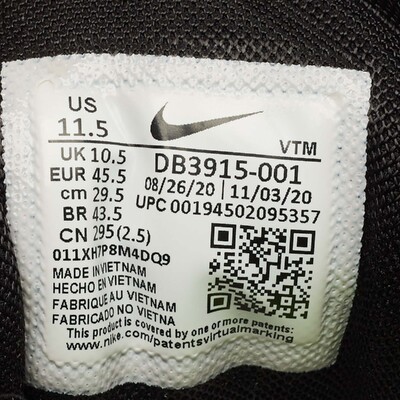 US
11.5
VTM
UK 10.5
DB3915-001
EUR 45.5
08/26/20 | 11/03/20
cm 29.5
UPC 00194502095357
BR 43.5
CN 295(2.5)
011XH7P8M4DQ9
MADE IN VIETNAM
HECHO EN VIETNAM
FABRIQUE AU VIETNAM
FABRICADO NO VIETNA
This product is covered by one or more patents:
www.nike.com/patentsvirtualmarking